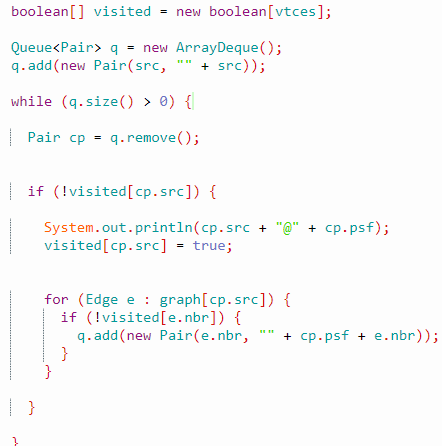 boolean[] visited = new boolean[vtces];
Queue<Pair> q = new ArrayDeque();
q.add(new Pair(src, "" + src));
while (q.size() > 0) {
Pair cp = q.remove();
if (!visited[cp.src]) {
System.out.println(cp.src + "@" + cp.psf);
visited[cp.src] = true;
for (Edge e : graph[cp.src]) {
if (!visited[e.nbr]) {
q.add(new Pair(e.nbr, "" + cp.psf + e.nbr));
}
}
}
}